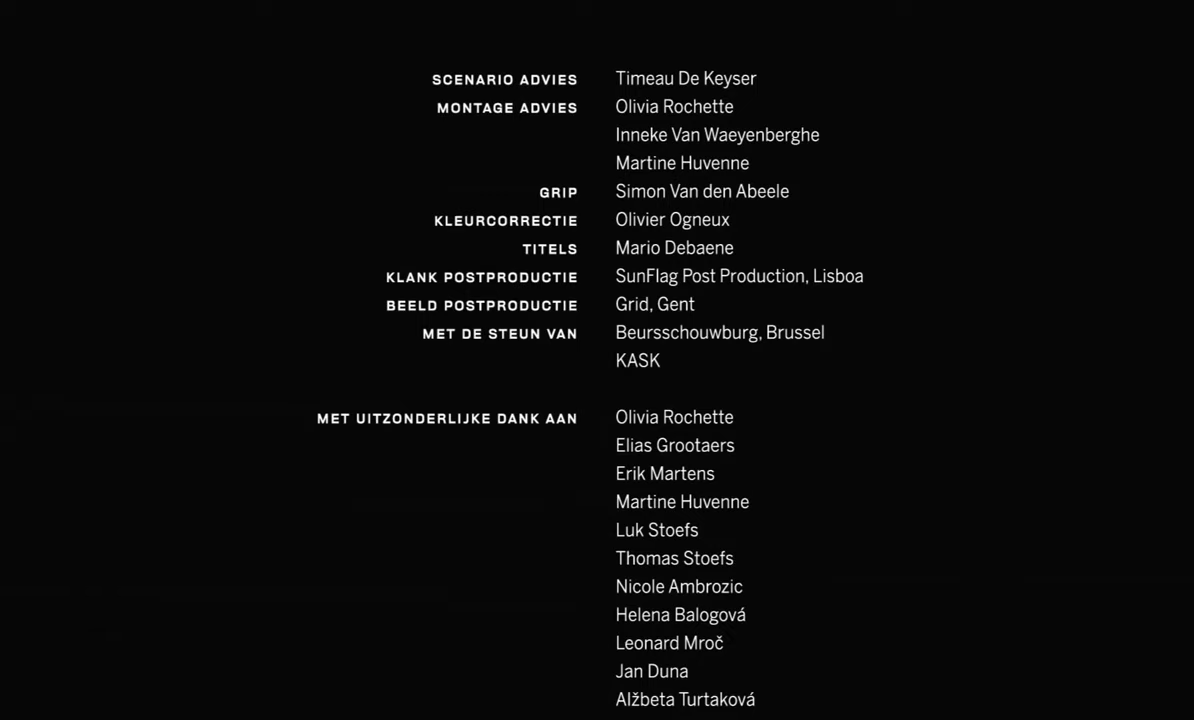 SCENARIO ADVIES Timeau De Keyser
MONTAGE ADVIES Olivia Rochette
Inneke Van Waeyenberghe
Martine Huvenne
GRIP Simon Van den Abeele
KLEURCORRECTIE Olivier Ogneux
TITELS Mario Debaene
KLANK POSTPRODUCTIE SunFlag Post Production, Lisboa
BEELD POSTPRODUCTIE Grid, Gent
MET DE STEUN VAN Beursschouwburg, Brussel
KASK
MET UITZONDERLIJKE DANK AAN Olivia Rochette
Elias Grootaers
Erik Martens
Martine Huvenne
Luk Stoefs
Thomas Stoefs
Nicole Ambrozic
Helena Balogová
Leonard Mroč
Jan Duna
Alžbeta Turtaková